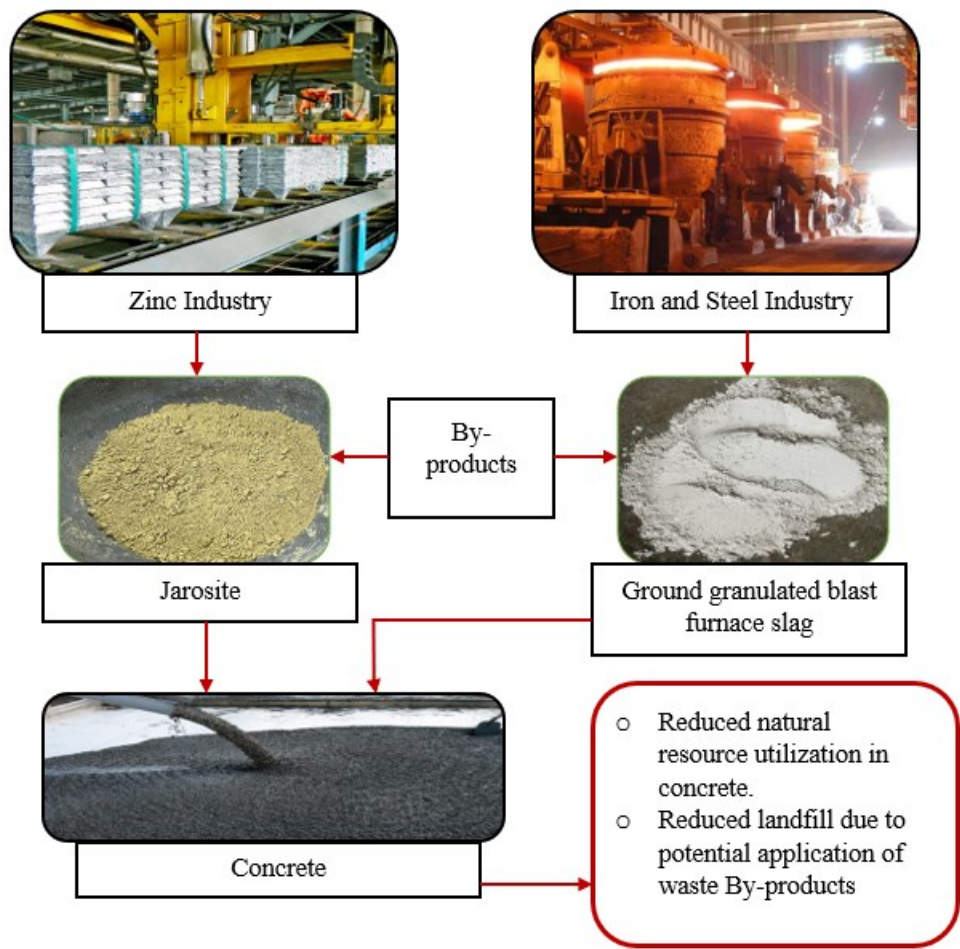 Zinc Industry
Iron and Steel Industry
By-
products
Jarosite
Ground granulated blast
furnace slag
Concrete
o Reduced natural
resource utilization in
concrete.
o Reduced landfill due to
potential application of
waste By-products